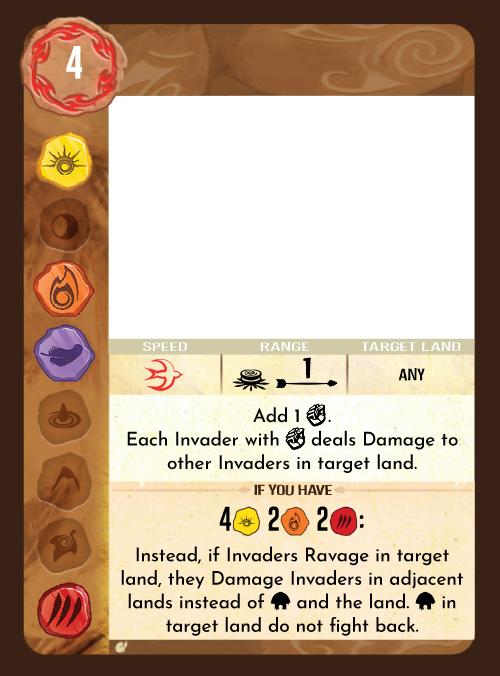 4
SPEED RANGE TARGET LAND
1 ANY
Add 1 .
Each Invader with deals Damage to
other Invaders in target land.
IF YOU HAVE
4 2 2 :
Instead, if Invaders Ravage in target
land, they Damage Invaders in adjacent
lands instead of and the land. in
target land do not fight back.